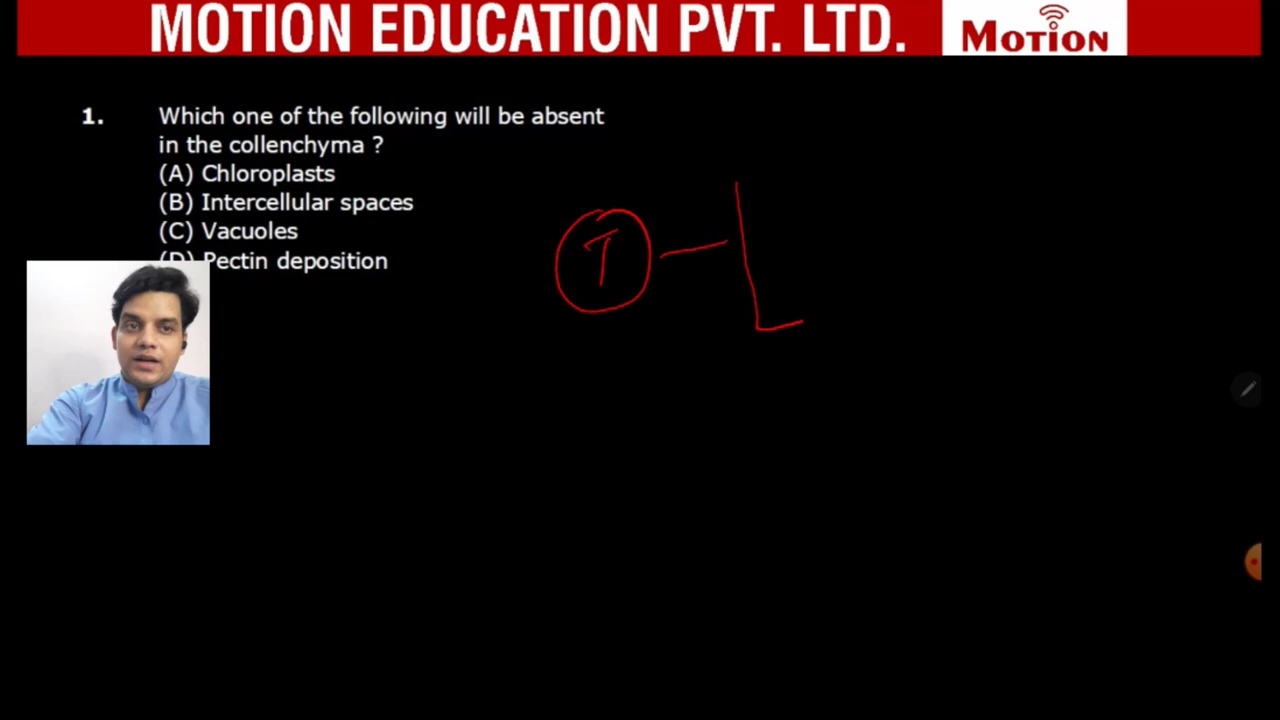 MOTION EDUCATION PVT. LTD.
MOTION
1. Which one of the following will be absent
in the collenchyma ?
(A) Chloroplasts
(B) Intercellular spaces
(C) Vacuoles
(D) Pectin deposition
T